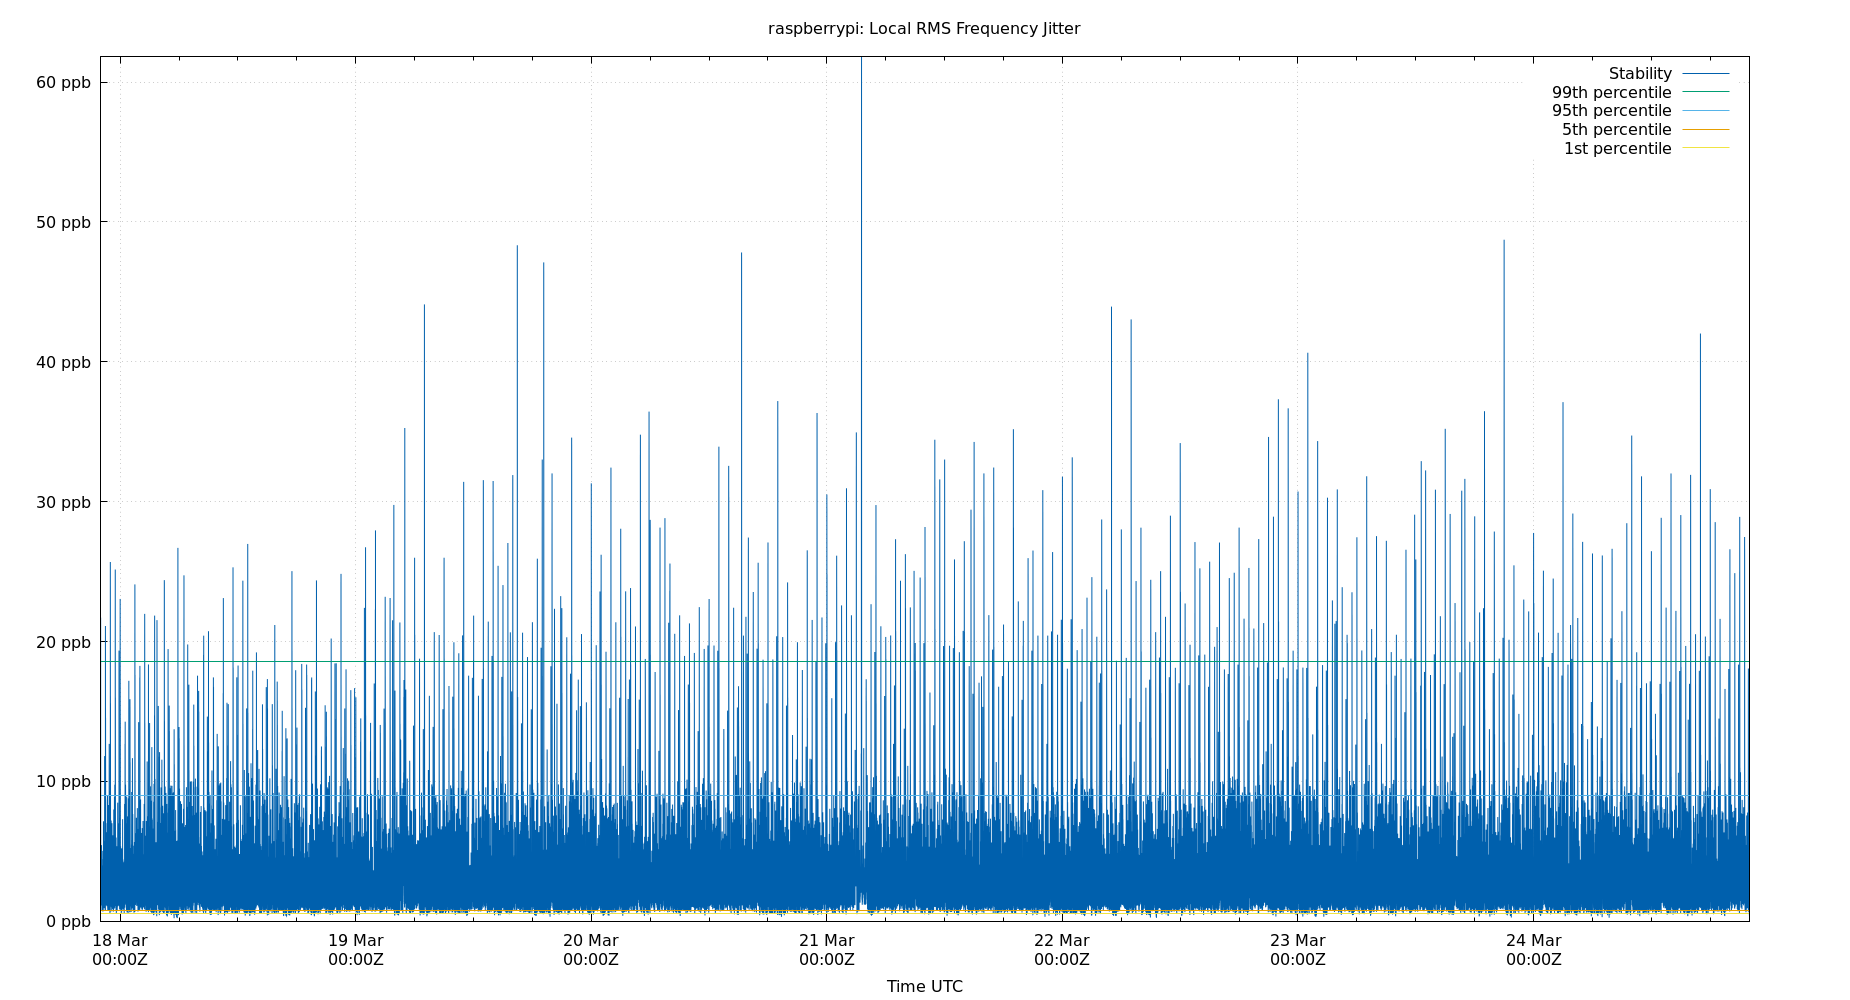 raspberrypi: Local RMS Frequency Jitter
60 ppb
50 ppb
40 ppb
30 ppb
20 ppb
10 ppb
0 ppb
Stability
99th percentile
95th percentile
5th percentile
1st percentile
18 Mar 19 Mar 20 Mar 21 Mar 22 Mar 23 Mar 24 Mar
00:00Z 00:00Z 00:00Z 00:00Z 00:00Z 00:00Z 00:00Z
Time UTC